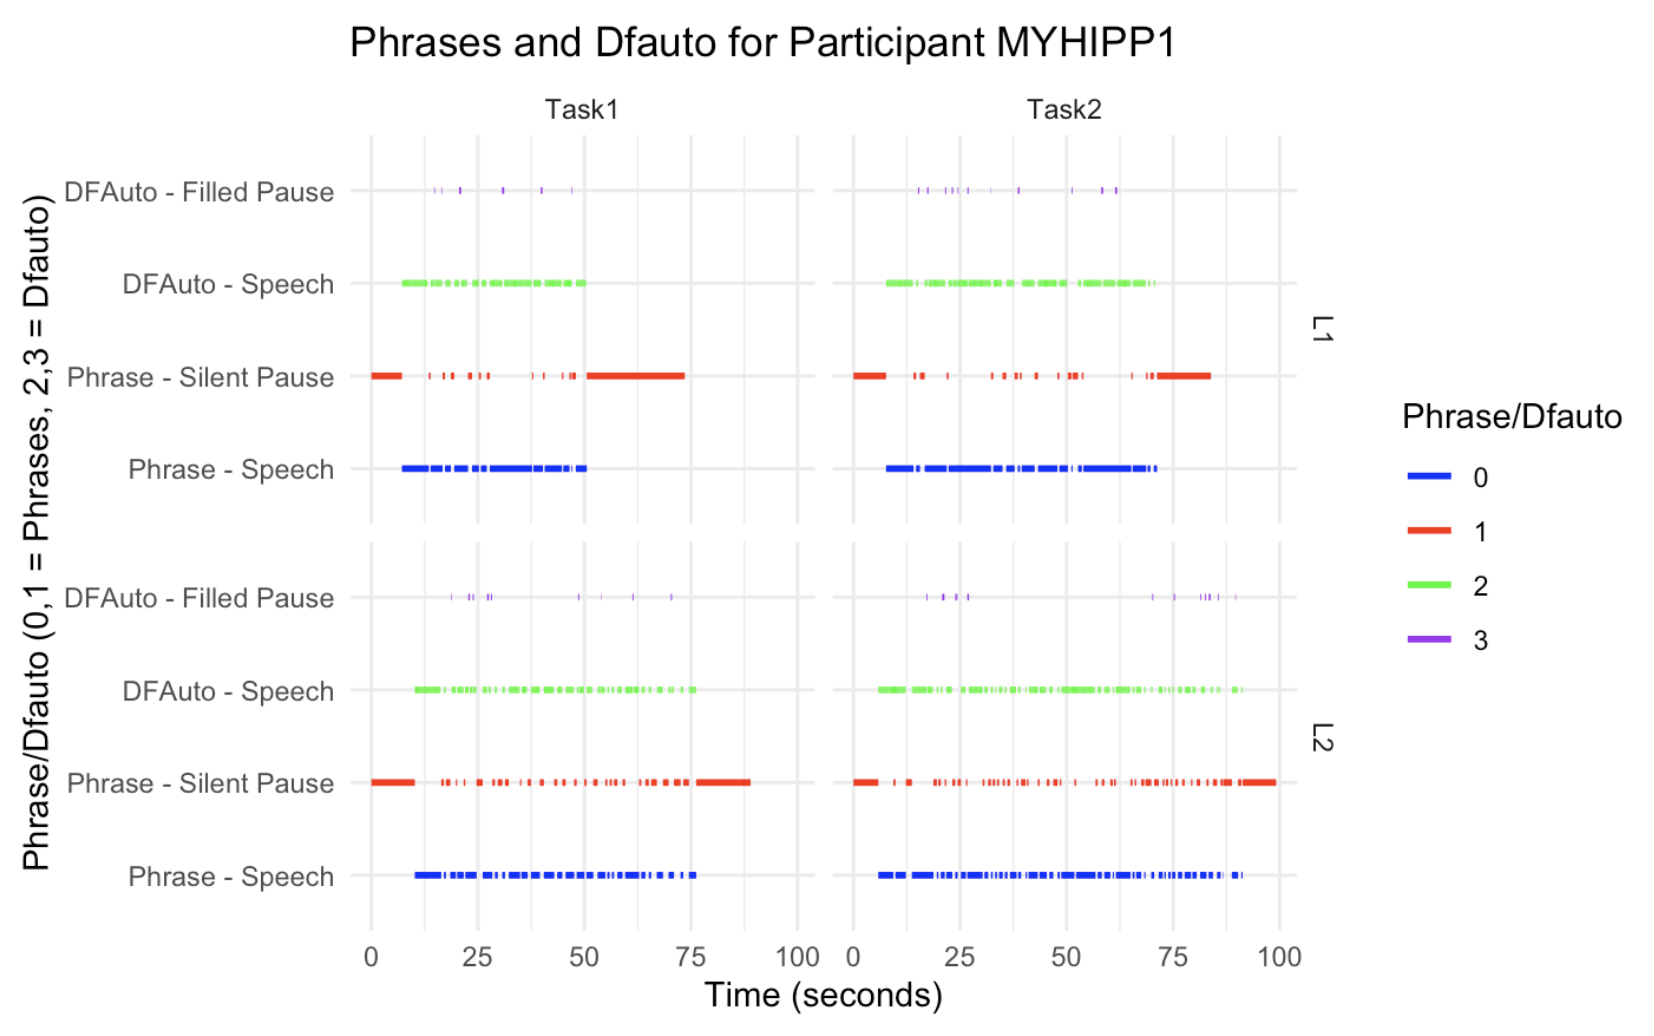 Phrases and Dfauto for Participant MYHIPP1
Task1
Task2
Phrase/Dfauto (0,1 = Phrases, 2,3 = Dfauto)
DFAuto - Filled Pause
DFAuto - Speech
Phrase - Silent Pause
Phrase - Speech
L1
DFAuto - Filled Pause
DFAuto - Speech
Phrase - Silent Pause
Phrase - Speech
L2
0 25 50 75 100
0 25 50 75 100
Time (seconds)
Phrase/Dfauto
0
1
2
3